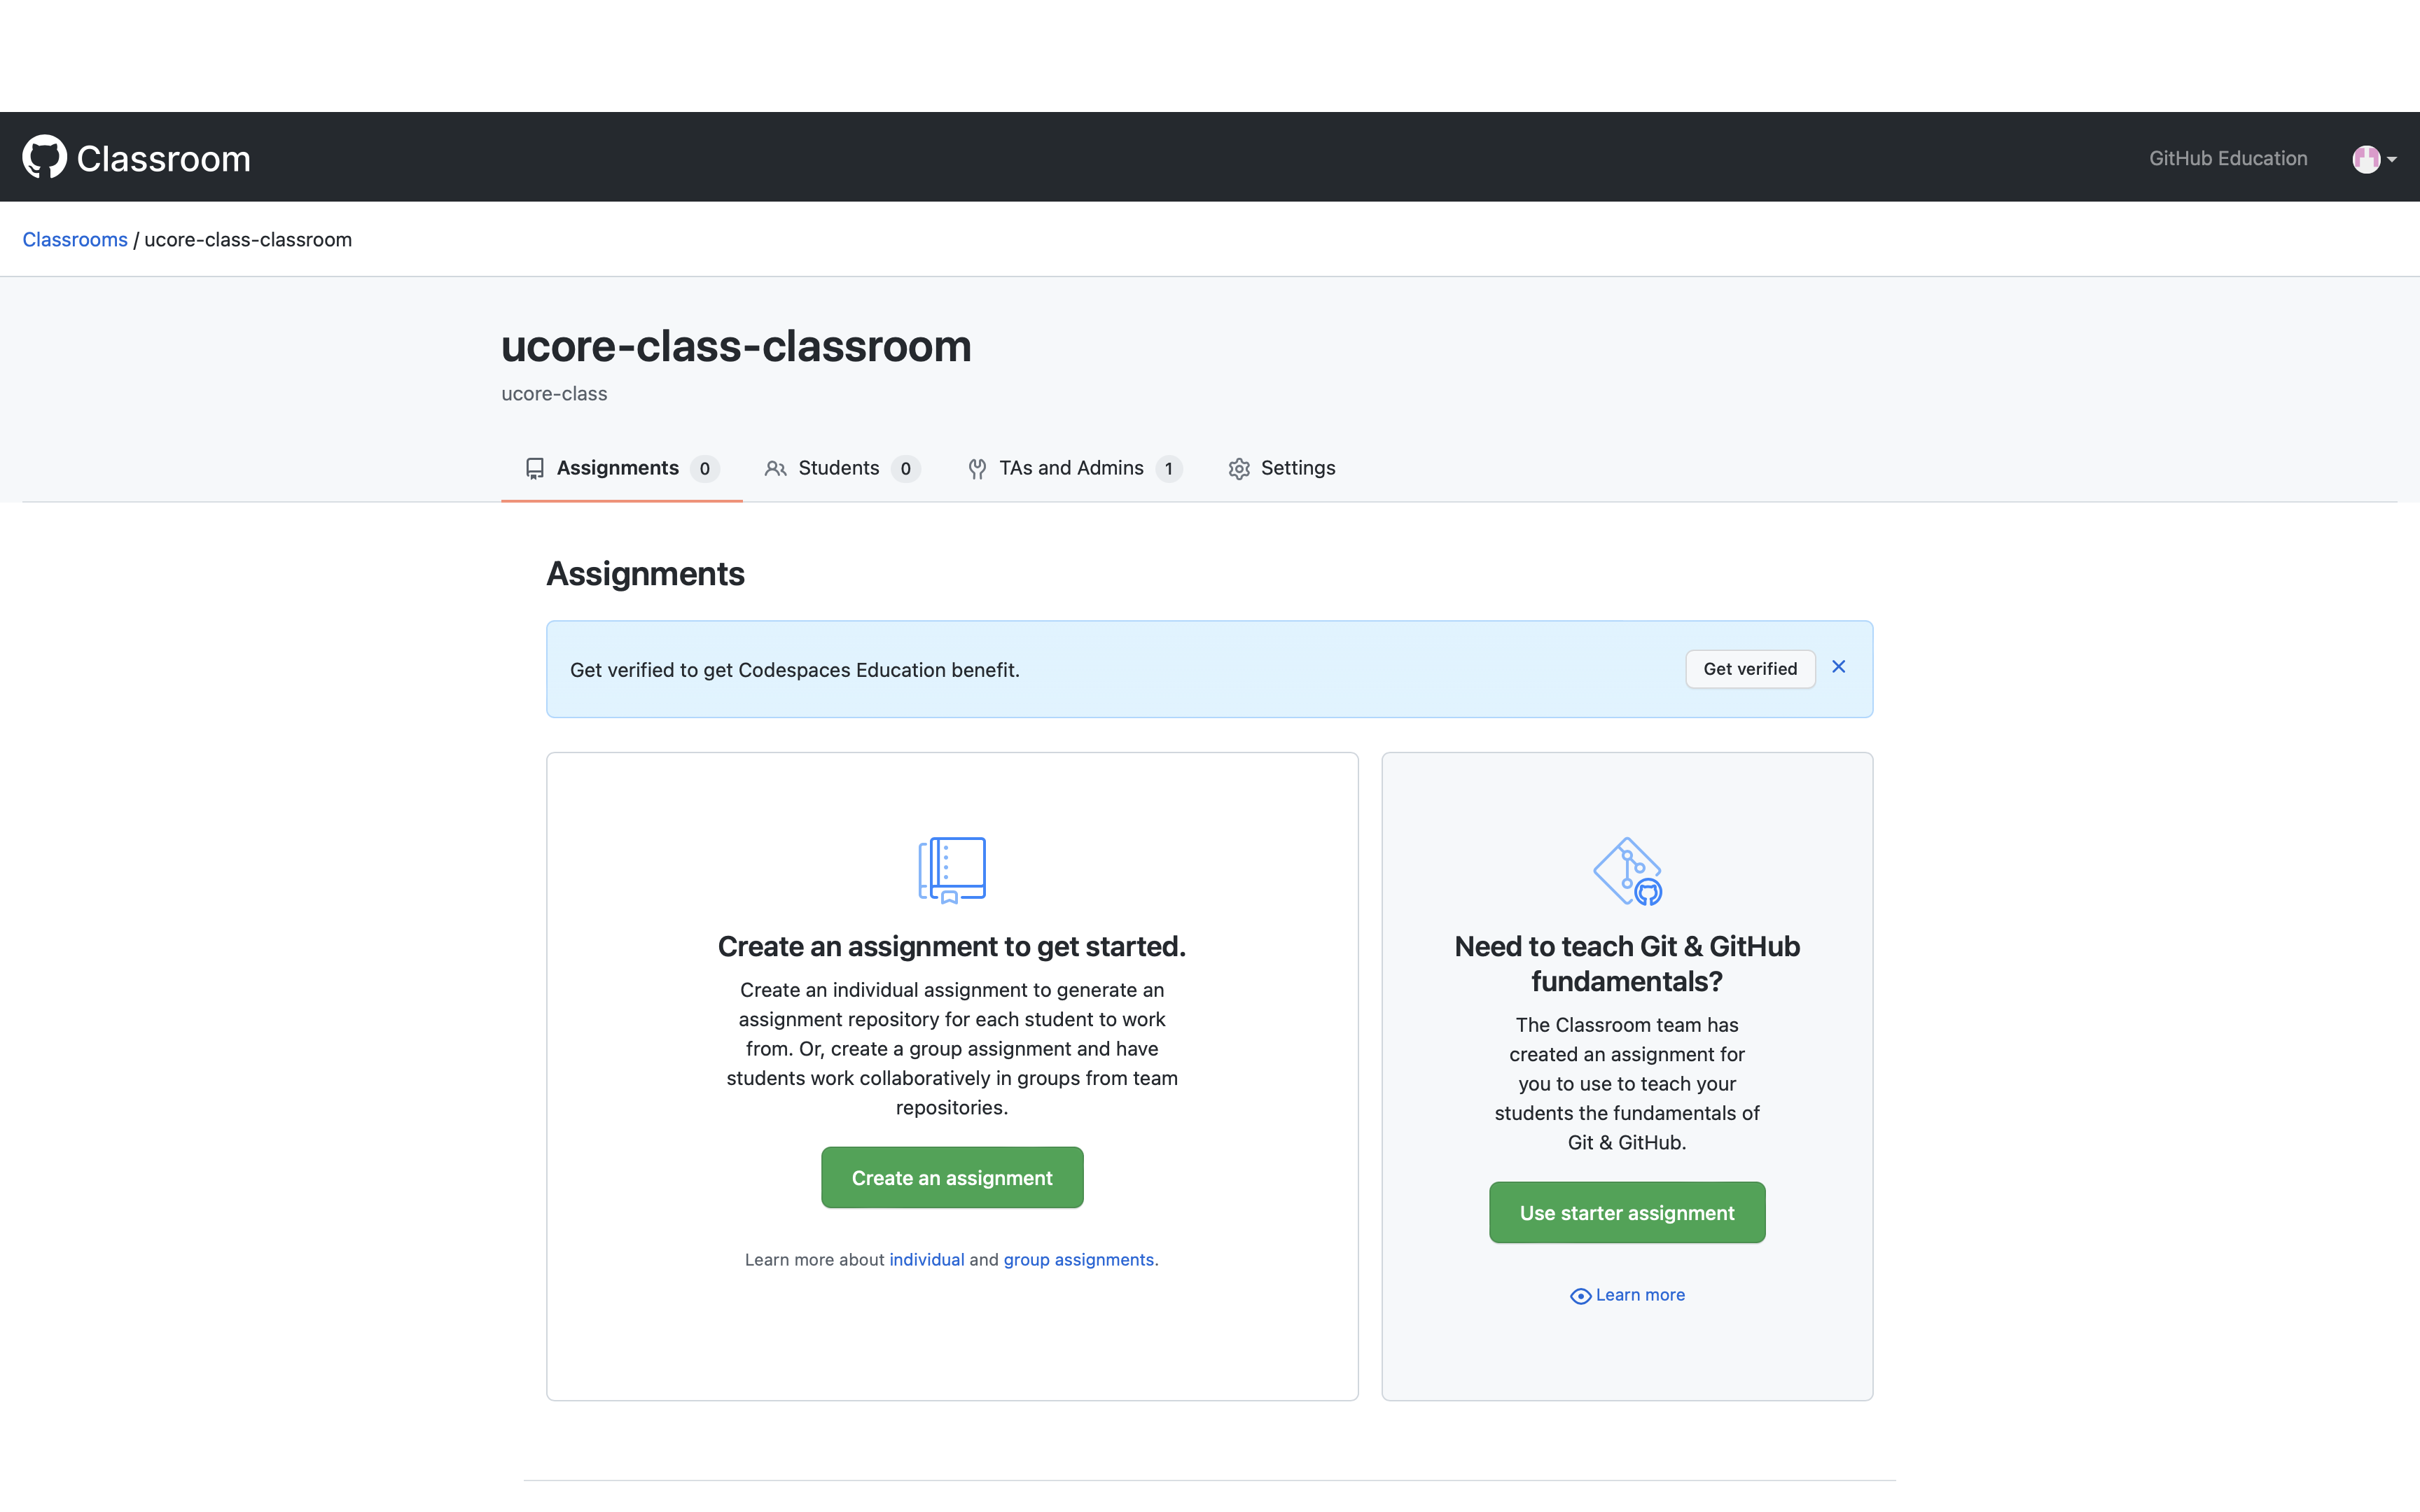 Classroom
GitHub Education
Classrooms / ucore-class-classroom
ucore-class-classroom
ucore-class
Assignments 0
Students 0
TAs and Admins 1
Settings
Assignments
Get verified to get Codespaces Education benefit.
Get verified
Create an assignment to get started.
Create an individual assignment to generate an
assignment repository for each student to work
from. Or, create a group assignment and have
students work collaboratively in groups from team
repositories.
Create an assignment
Learn more about individual and group assignments.
Need to teach Git & GitHub
fundamentals?
The Classroom team has
created an assignment for
you to use to teach your
students the fundamentals of
Git & GitHub.
Use starter assignment
Learn more